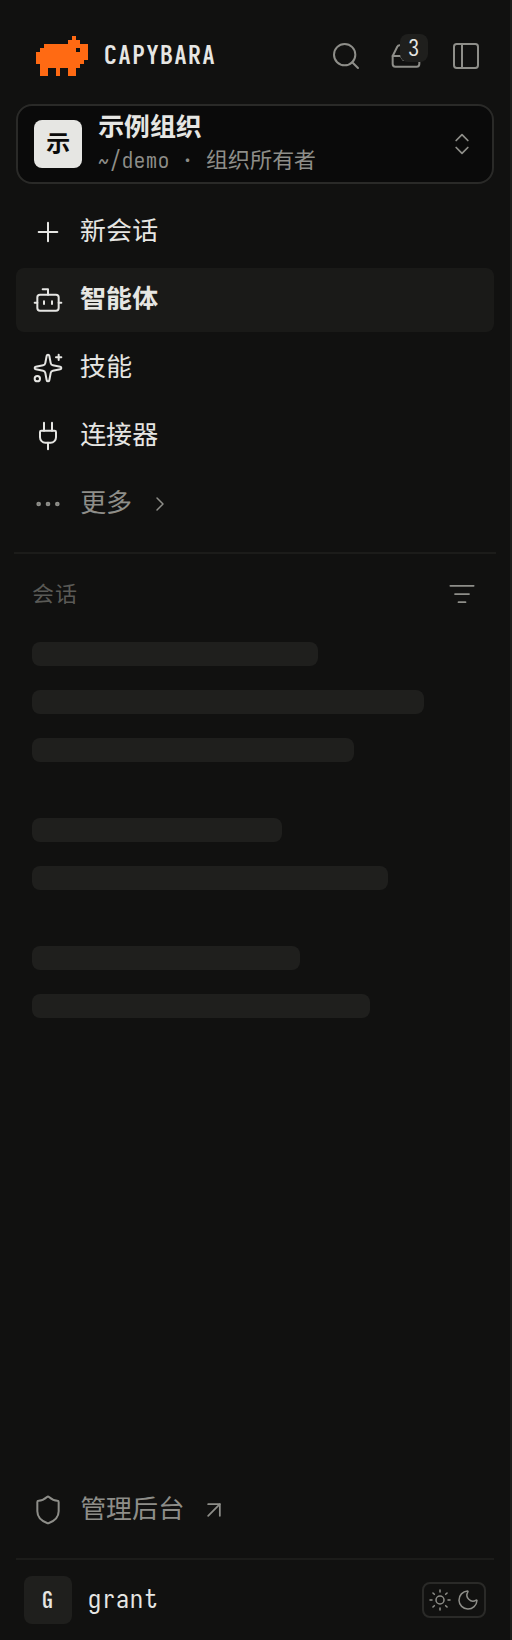 CAPYBARA
3
示
示例组织
~/demo · 组织所有者
新会话
智能体
技能
连接器
更多
会话
管理后台
G
grant